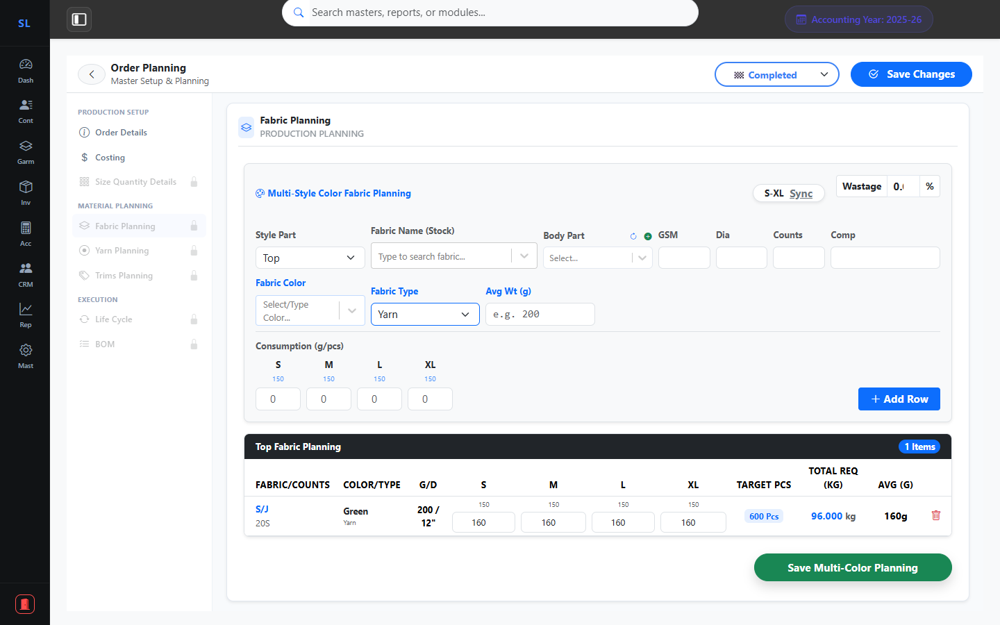 SL
Search masters, reports, or modules...
Accounting Year: 2025-26
Dash
Cont
Garm
Inv
Acc
CRM
Rep
Mast
Order Planning
Master Setup & Planning
Completed
Save Changes
PRODUCTION SETUP
Order Details
Costing
Size Quantity Details
MATERIAL PLANNING
Fabric Planning
Yarn Planning
Trims Planning
EXECUTION
Life Cycle
BOM
Fabric Planning
PRODUCTION PLANNING
Multi-Style Color Fabric Planning
S-XL Sync
Wastage 0. %
Style Part
Fabric Name (Stock)
Body Part
GSM
Dia
Counts
Comp
Top
Type to search fabric...
Select...
Fabric Color
Fabric Type
Avg Wt (g)
Select/Type
Color...
Yarn
e.g. 200
Consumption (g/pcs)
S M L XL
150 150 150 150
0 0 0 0
+ Add Row
Top Fabric Planning
1 Items
FABRIC/COUNTS COLOR/TYPE G/D S M L XL TARGET PCS TOTAL REQ (KG) AVG (G)
150 150 150 150
S/J Green 200 / 12" 160 160 160 160 600 Pcs 96.000 kg 160g
20S Yarn
Save Multi-Color Planning